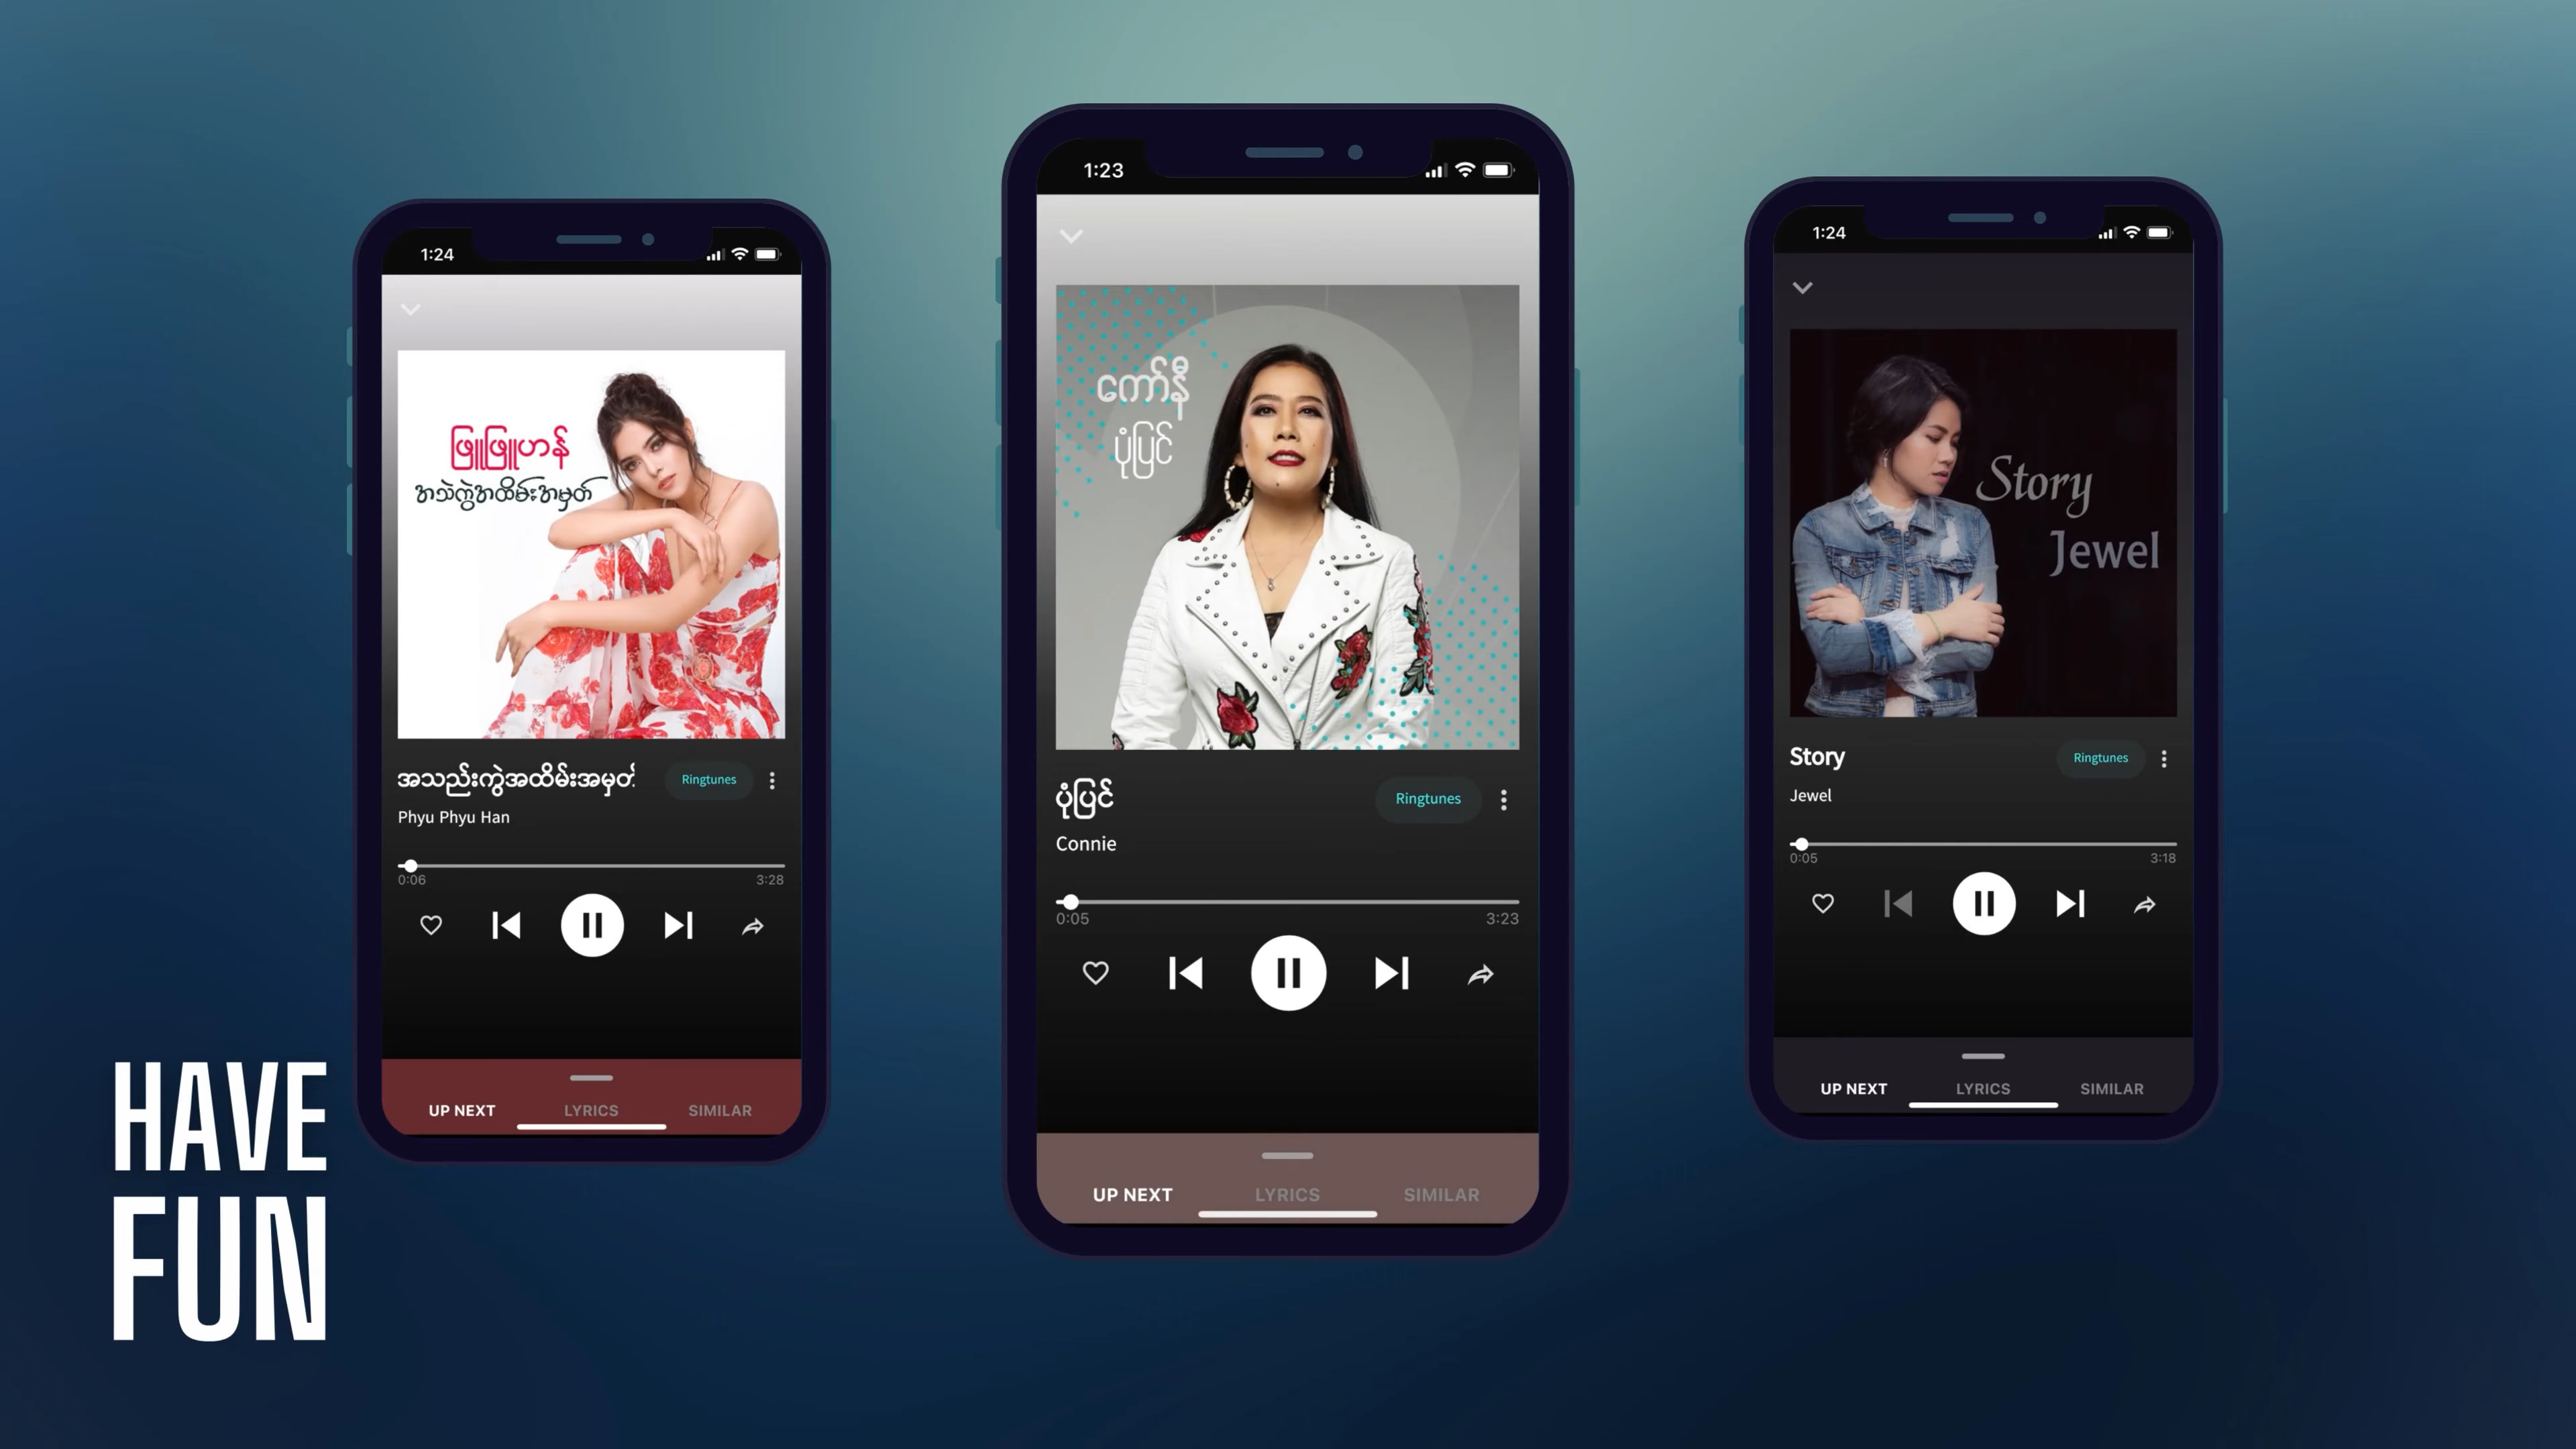 1:24
ဖြူဖြူဟန်
အသဲကွဲအထိမ်းအမှတ်
အသည်းကွဲအထိမ်းအမှတ်
Ringtunes
Phyu Phyu Han
0:06
3:28
UP NEXT
LYRICS
SIMILAR
1:23
ကော်နီ
ပုံပြင်
ပုံပြင်
Ringtunes
Connie
0:05
3:23
UP NEXT
LYRICS
SIMILAR
1:24
Story
Jewel
Story
Ringtunes
Jewel
0:05
3:18
UP NEXT
LYRICS
SIMILAR
HAVE
FUN